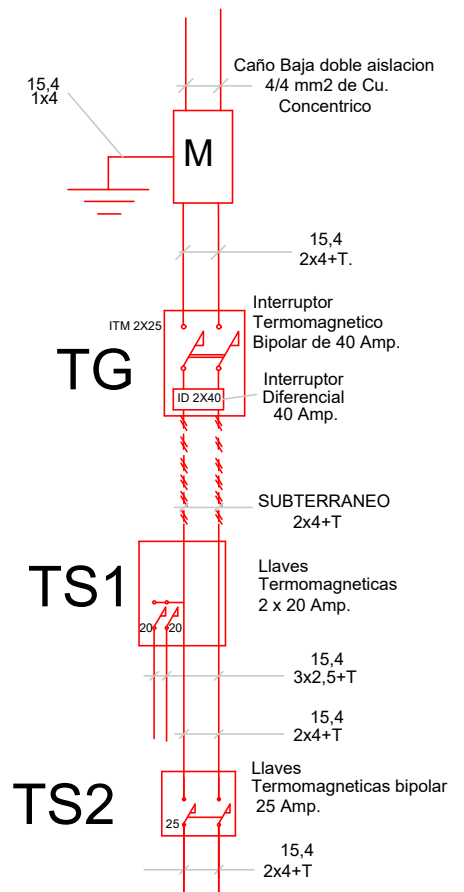 Caño Baja doble aislacion
4/4 mm2 de Cu.
Concentrico
15,4
1x4
M
15,4
2x4+T.
ITM 2X25
Interruptor
Termomagnetico
Bipolar de 40 Amp.
TG
Interruptor
Diferencial
40 Amp.
ID 2X40
SUBTERRANEO
2x4+T
TS1
Llaves
Termomagneticas
2 x 20 Amp.
20
20
15,4
3x2,5+T
15,4
2x4+T
TS2
Llaves
Termomagneticas bipolar
25 Amp.
25
15,4
2x4+T